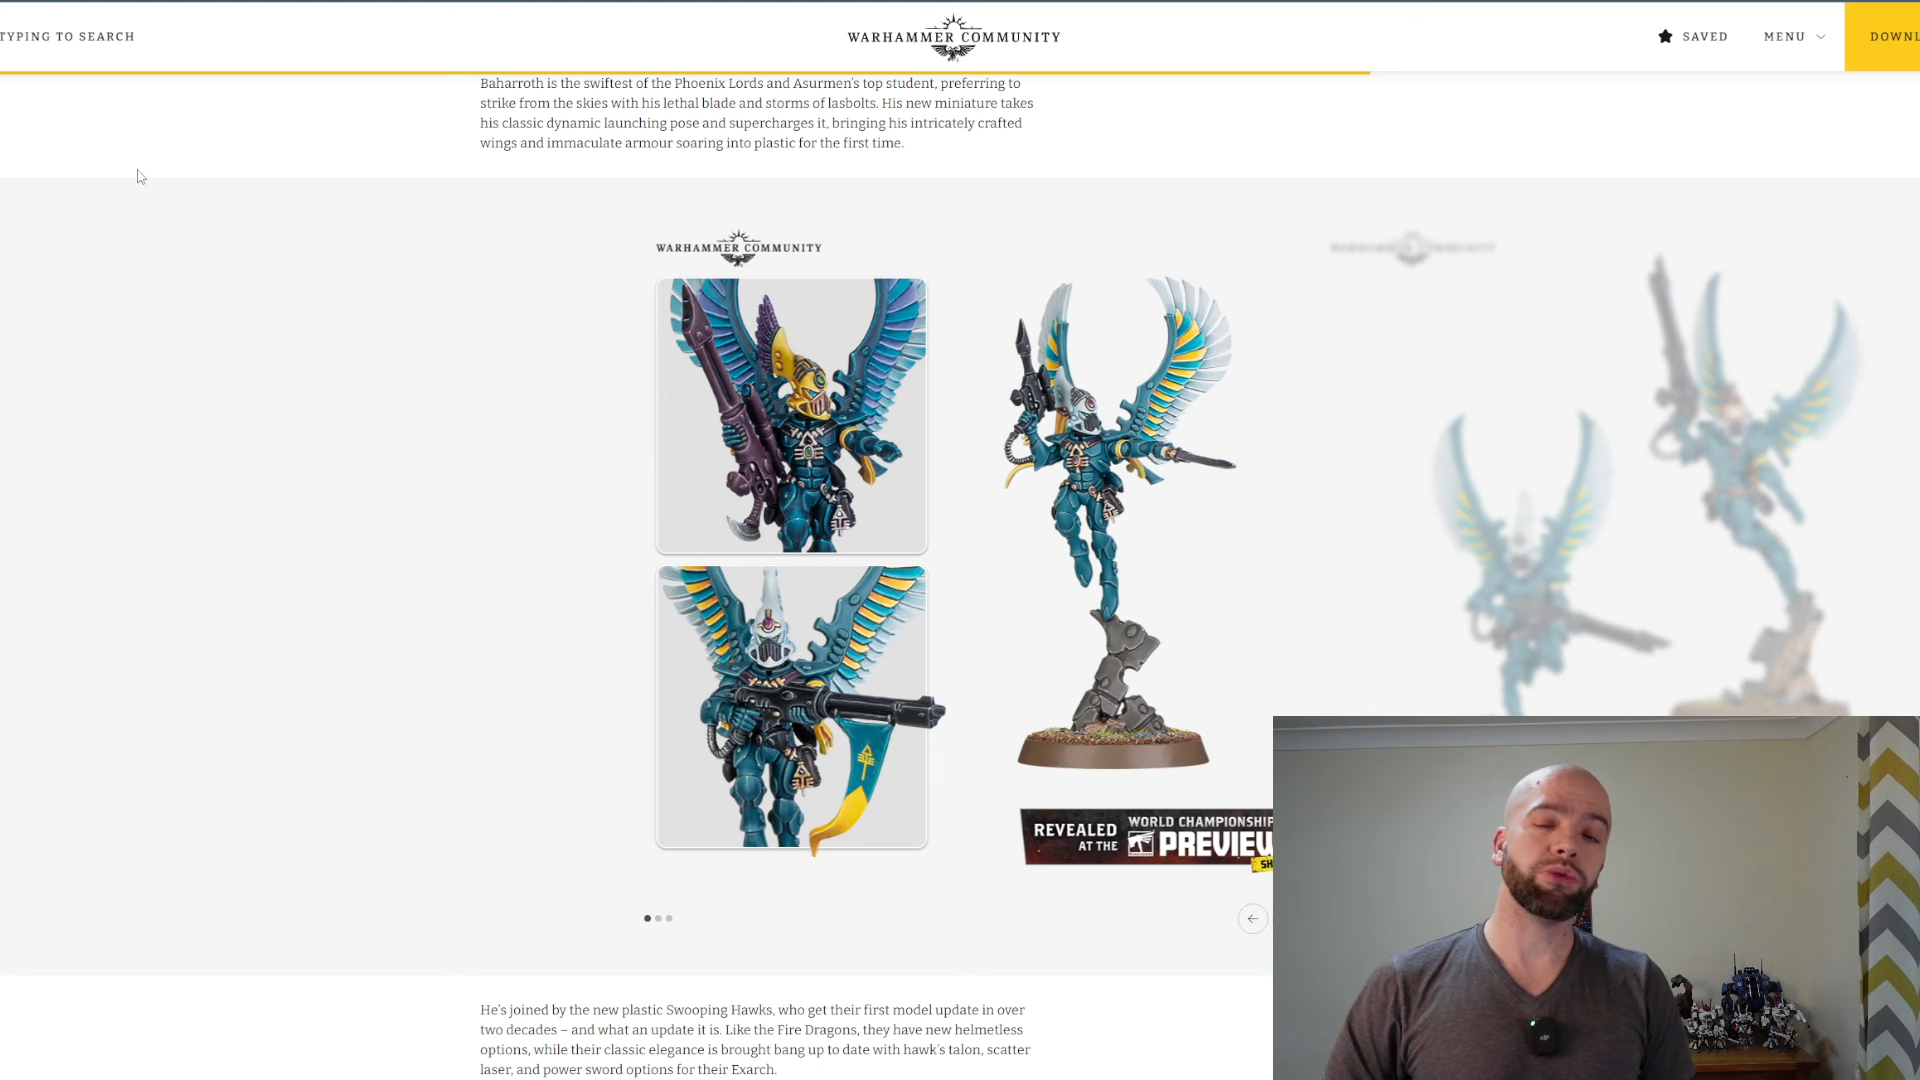 TYPING TO SEARCH
WARHAMMER COMMUNITY
SAVED
MENU
DOWNL
Baharroth is the swiftest of the Phoenix Lords and Asurmen's top student, preferring to
strike from the skies with his lethal blade and storms of lasbolts. His new miniature takes
his classic dynamic launching pose and supercharges it, bringing his intricately crafted
wings and immaculate armour soaring into plastic for the first time.
WARHAMMER COMMUNITY
WARHAMMER COMMUNITY
REVEALED
AT THE
WORLD CHAMPIONSHIP
PREVIEW
SH
He's joined by the new plastic Swooping Hawks, who get their first model update in over
two decades – and what an update it is. Like the Fire Dragons, they have new helmetless
options, while their classic elegance is brought bang up to date with hawk's talon, scatter
laser, and power sword options for their Exarch.